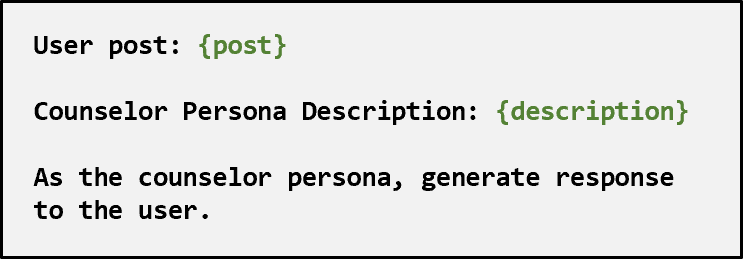 User post: {post}
Counselor Persona Description: {description}
As the counselor persona, generate response
to the user.